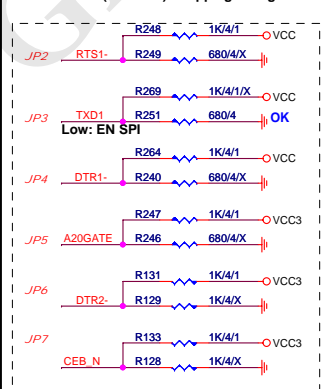 R248 1K/4/1 VCC
JP2 RTS1- R249 680/4/X
R269 1K/4/1/X VCC
JP3 TXD1 R251 680/4 OK
Low: EN SPI
R264 1K/4/1 VCC
JP4 DTR1- R240 680/4/X
R247 1K/4/1 VCC3
JP5 A20GATE R246 680/4/X
R131 1K/4/1 VCC3
JP6
DTR2- R129 1K/4/X
JP7 R133 1K/4/1 VCC3
CEB_N R128 1K/4/X